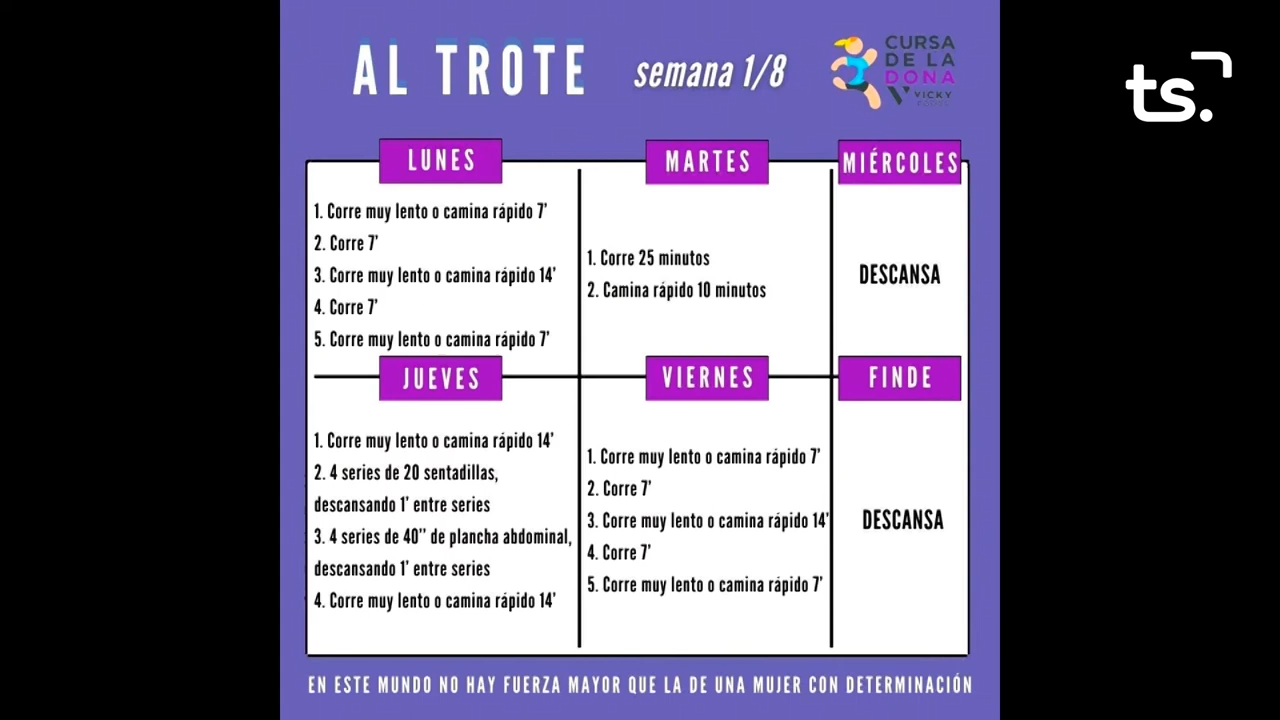 AL TROTE
semana 1/8
CURSA
DE LA
DONA
VICKY
ts.
LUNES
1. Corre muy lento o camina rápido 7’
2. Corre 7’
3. Corre muy lento o camina rápido 14’
4. Corre 7’
5. Corre muy lento o camina rápido 7’
MARTES
1. Corre 25 minutos
2. Camina rápido 10 minutos
MIÉRCOLES
DESCANSA
JUEVES
1. Corre muy lento o camina rápido 14’
2. 4 series de 20 sentadillas,
descansando 1’ entre series
3. 4 series de 40’’ de plancha abdominal,
descansando 1’ entre series
4. Corre muy lento o camina rápido 14’
VIERNES
1. Corre muy lento o camina rápido 7’
2. Corre 7’
3. Corre muy lento o camina rápido 14’
4. Corre 7’
5. Corre muy lento o camina rápido 7’
FINDE
DESCANSA
EN ESTE MUNDO NO HAY FUERZA MAYOR QUE LA DE UNA MUJER CON DETERMINACIÓN